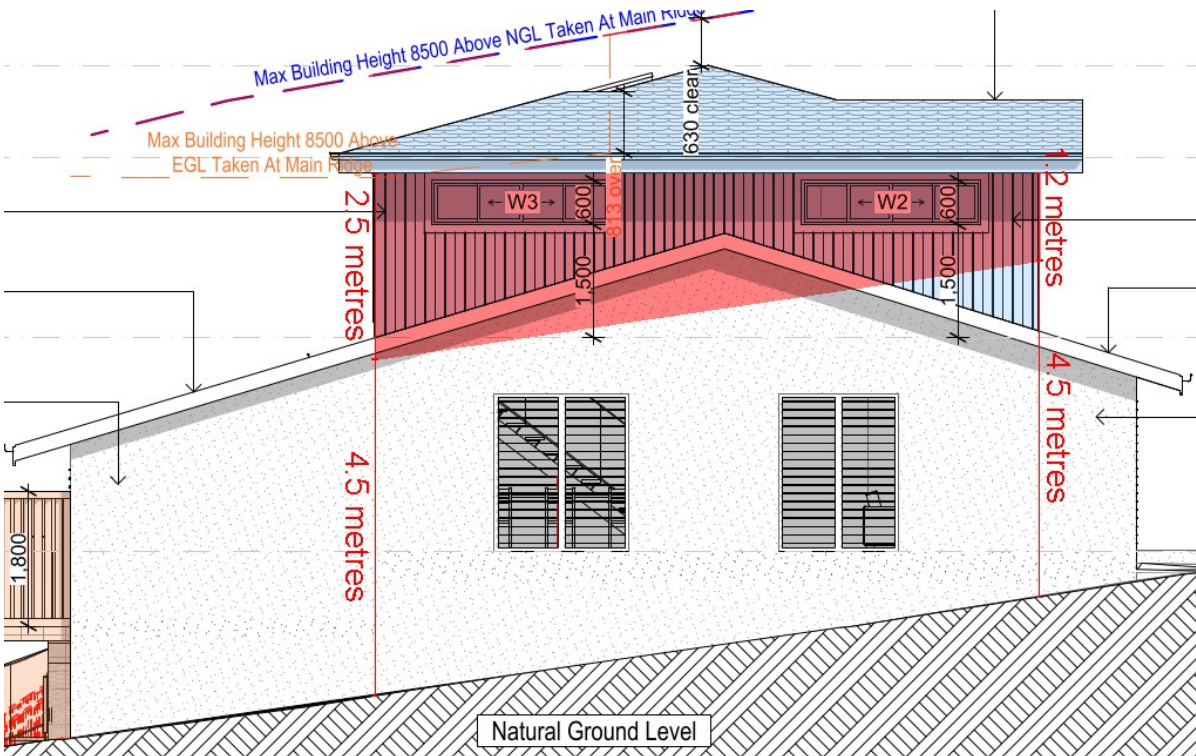 Max Building Height 8500 Above NGL Taken At Main Ridge
630 clear
Max Building Height 8500 Above
EGL Taken At Main Ridge
813 over
2.5 metres
W3
600
W2
600
1.2 metres
1,500
1,500
4.5 metres
4.5 metres
1,800
Natural Ground Level